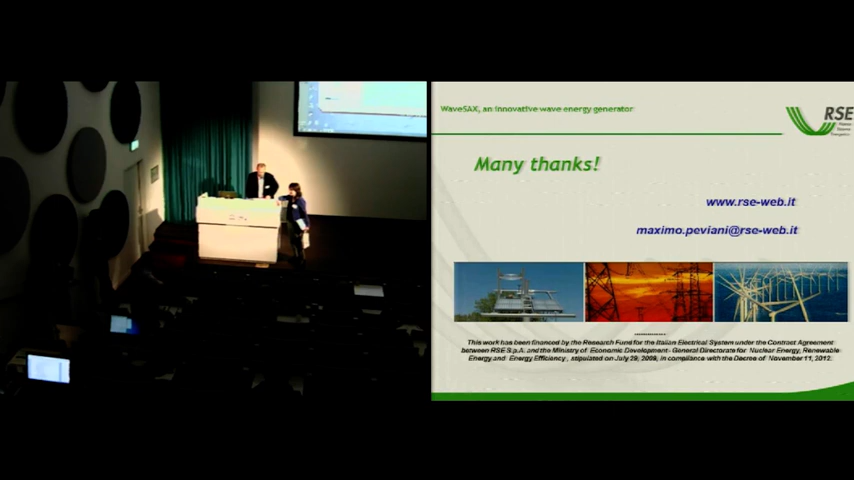 WaveSAX, an innovative wave energy generator
RSE
Many thanks!
www.rse-web.it
maximo.peviani@rse-web.it
This work has been financed by the Research Fund for the Italian Electrical System under the Contract Agreement
between RSE S.p.A. and the Ministry of Economic Development - General Directorate for Nuclear Energy, Renewable
Energy and Energy Efficiency, stipulated on July 29, 2009, in compliance with the Decree of November 11, 2012.